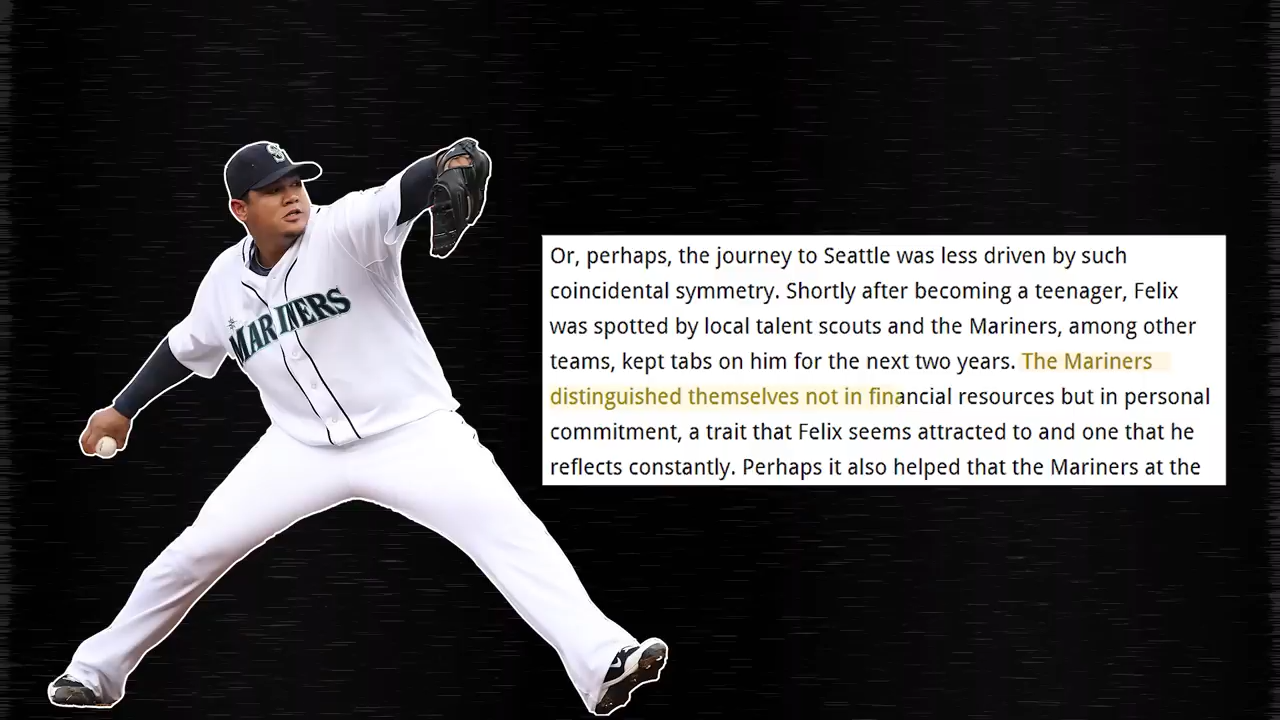 S
MARINERS
Or, perhaps, the journey to Seattle was less driven by such
coincidental symmetry. Shortly after becoming a teenager, Felix
was spotted by local talent scouts and the Mariners, among other
teams, kept tabs on him for the next two years. The Mariners
distinguished themselves not in financial resources but in personal
commitment, a trait that Felix seems attracted to and one that he
reflects constantly. Perhaps it also helped that the Mariners at the